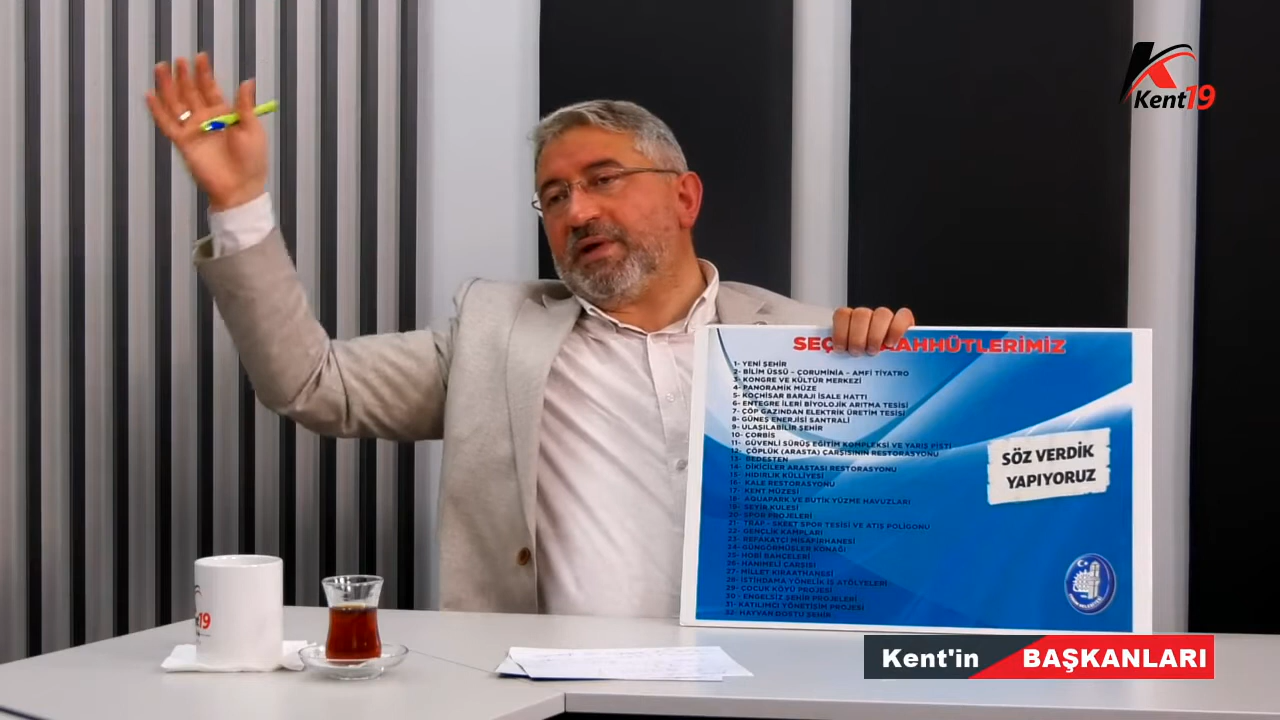 Kent19
SEÇ AHHÜTLERİMİZ
1- YENİ ŞEHİR
2- BİLİM ÜSSÜ – ÇORUMİNİA – AMFİ TİYATRO
3- KONGRE VE KÜLTÜR MERKEZİ
4- PANORAMİK MÜZE
5- KOÇHİSAR BARAJI İSALE HATTI
6- ENTEGRE İLERİ BİYOLOJİK ARITMA TESİSİ
7- ÇÖP GAZINDAN ELEKTRİK ÜRETİM TESİSİ
8- GÜNEŞ ENERJİSİ SANTRALİ
9- ULAŞILABİLİR ŞEHİR
10- ÇORBİS
11- GÜVENLİ SÜRÜŞ EĞİTİM KOMPLEKSİ VE YARIŞ PİSTİ
12- ÇÖPLÜK (ARASTA) ÇARŞISININ RESTORASYONU
13- BEDESTEN
14- DİKİCİLER ARASTASI RESTORASYONU
15- HIDIRLIK KÜLLİYESİ
16- KALE RESTORASYONU
17- KENT MÜZESİ
18- AQUAPARK VE BUTİK YÜZME HAVUZLARI
19- SEYİR KULESİ
20- SPOR PROJELERİ
21- TRAP - SKEET SPOR TESİSİ VE ATIŞ POLİGONU
22- GENÇLİK KAMPLARI
23- REFAKATÇİ MİSAFİRHANESİ
24- GÜNGÖRMÜŞLER KONAĞI
25- HOBİ BAHÇELERİ
26- HANIMELİ ÇARŞISI
27- MİLLET KIRAATHANESİ
28- İSTİHDAMA YÖNELİK İŞ ATÖLYELERİ
29- ÇOCUK KÖYÜ PROJESİ
30- ENGELSİZ ŞEHİR PROJELERİ
31- KATILIMCI YÖNETİŞİM PROJESİ
32- HAYVAN DOSTU ŞEHİR
SÖZ VERDİK
YAPIYORUZ
nt19
Kent'in BAŞKANLARI